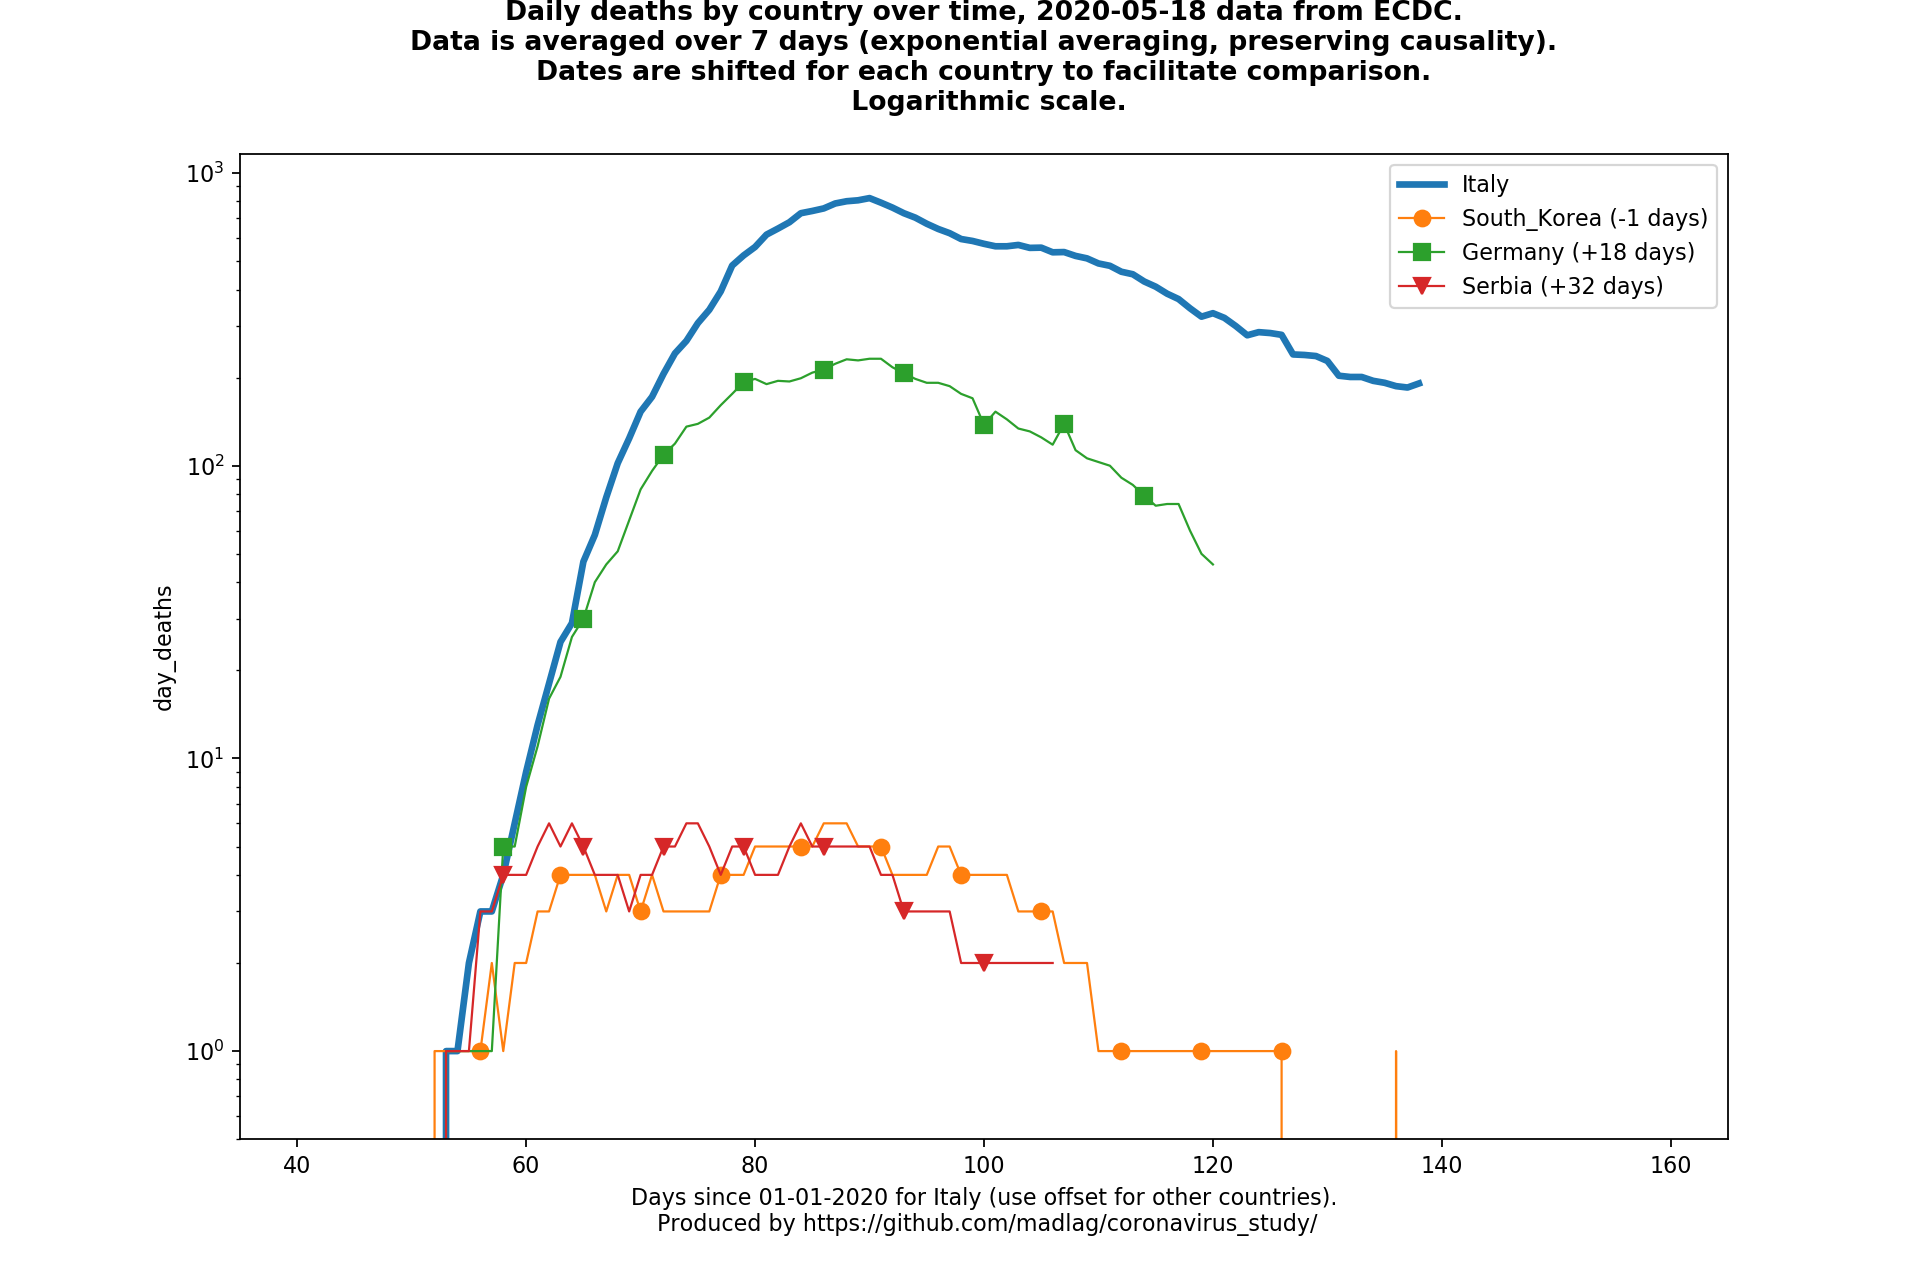 Daily deaths by country over time, 2020-05-18 data from ECDC.
Data is averaged over 7 days (exponential averaging, preserving causality).
Dates are shifted for each country to facilitate comparison.
Logarithmic scale.
10³
10²
10¹
10⁰
day_deaths
Italy
South_Korea (-1 days)
Germany (+18 days)
Serbia (+32 days)
40 60 80 100 120 140 160
Days since 01-01-2020 for Italy (use offset for other countries).
Produced by https://github.com/madlag/coronavirus_study/